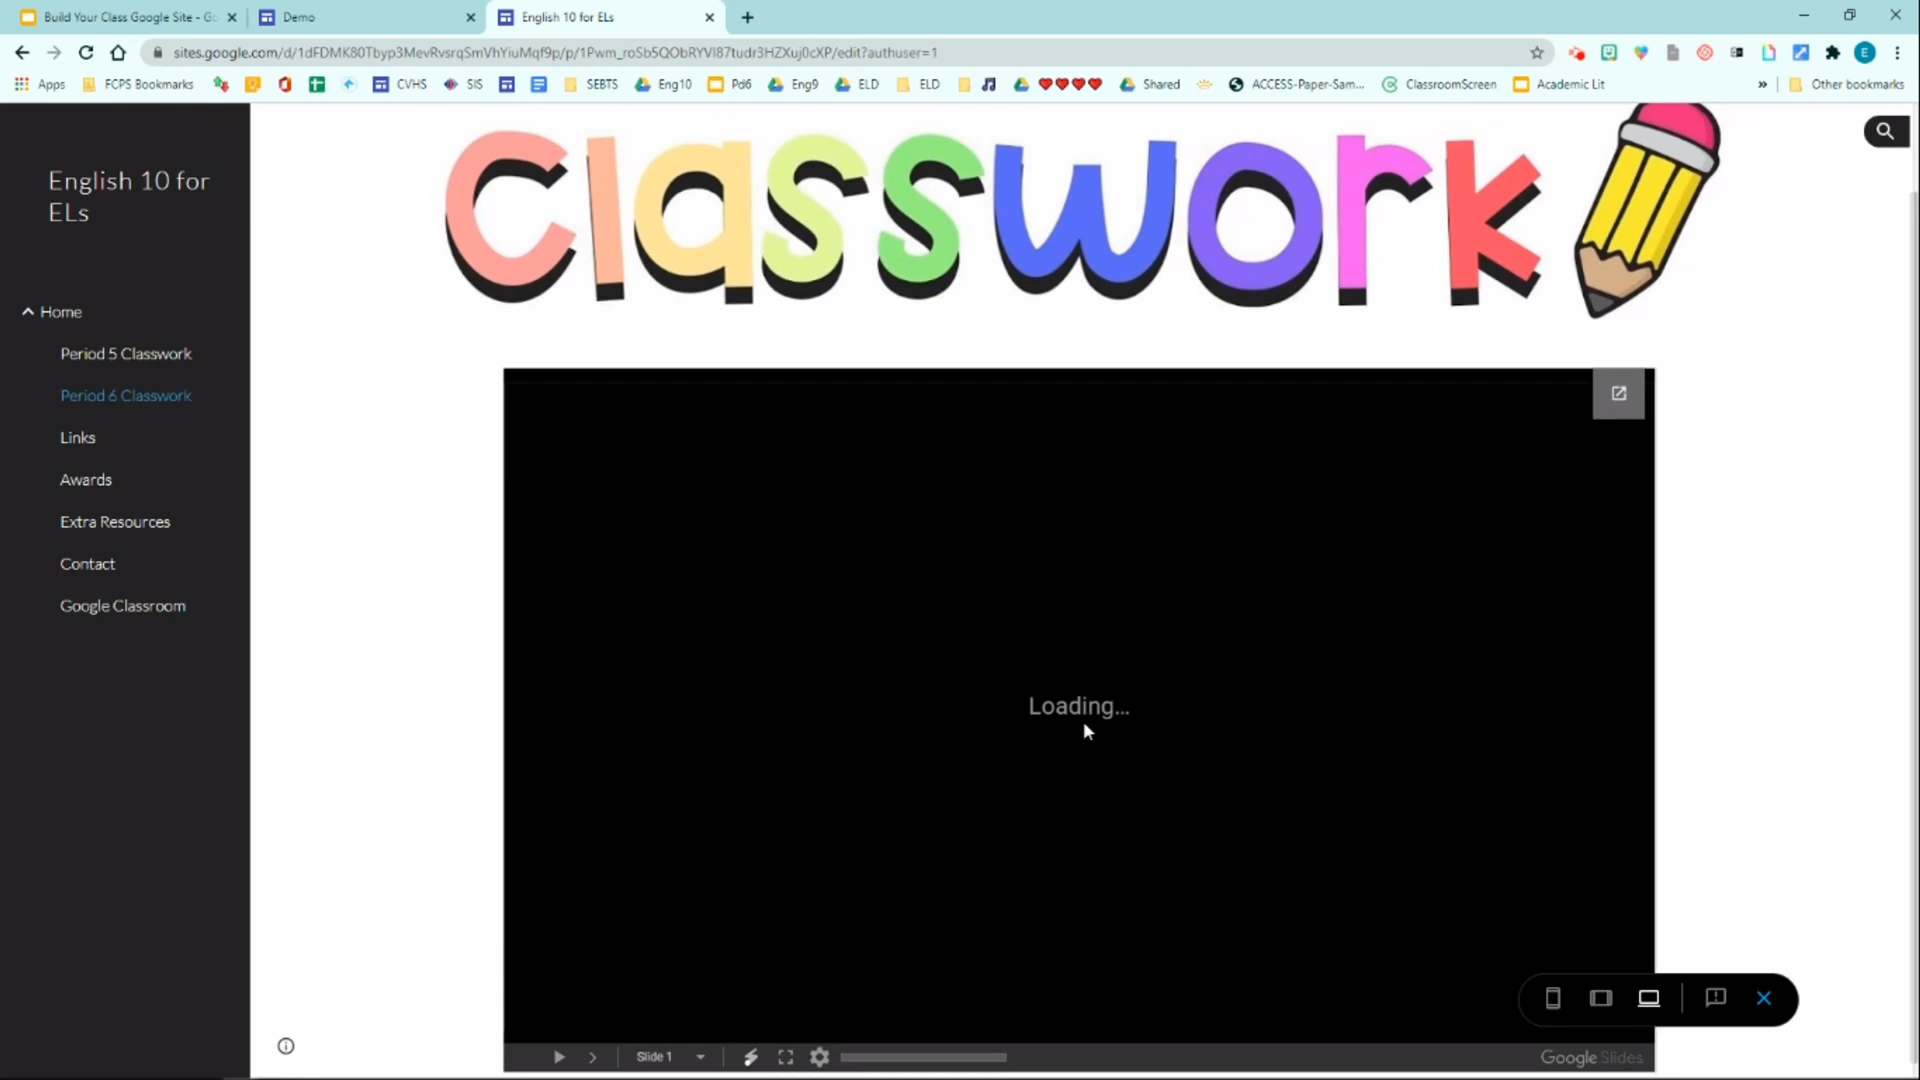 Build Your Class Google Site - Go
Demo
English 10 for ELs
sites.google.com/d/1dFDMK80Tbyp3MevRvsrqSmVhYiuMqf9p/p/1Pwm_roSb5QObRYVI87tudr3HZXuj0cXP/edit?authuser=1
Apps
FCPS Bookmarks
CVHS
SIS
SEBTS
Eng10
Pd6
Eng9
ELD
ELD
Shared
ACCESS-Paper-Sam...
ClassroomScreen
Academic Lit
»
Other bookmarks
English 10 for
ELs
Home
Period 5 Classwork
Period 6 Classwork
Links
Awards
Extra Resources
Contact
Google Classroom
Classwork
Loading...
Slide 1
Google Slides
E